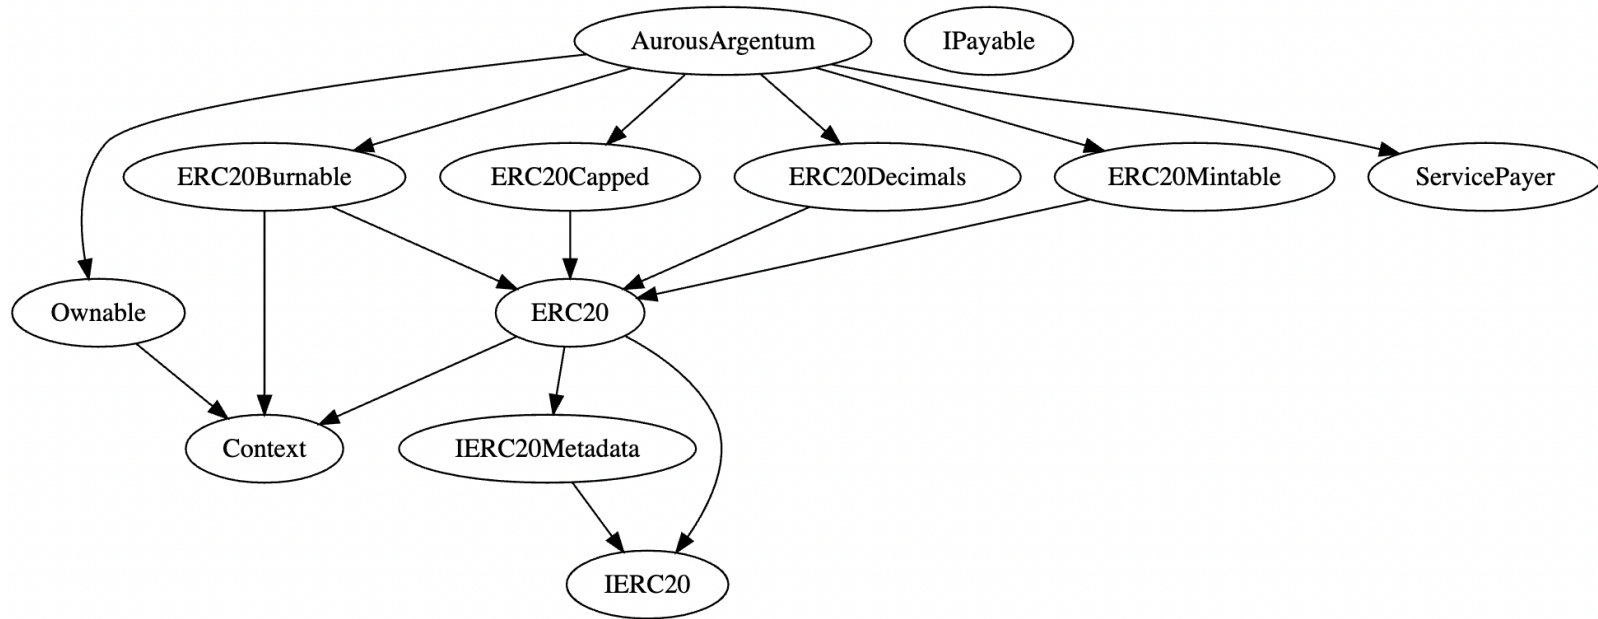 AurousArgentum
IPayable
ERC20Burnable
ERC20Capped
ERC20Decimals
ERC20Mintable
ServicePayer
Ownable
ERC20
Context
IERC20Metadata
IERC20